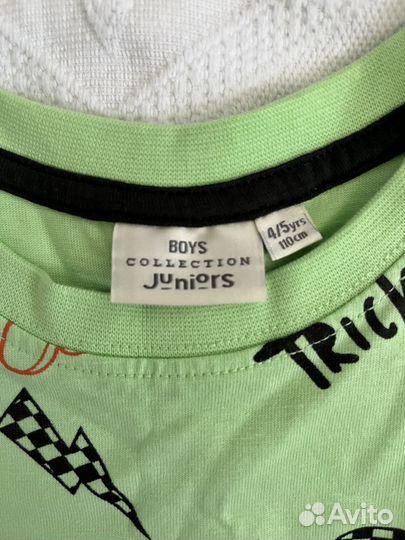 BOYS
COLLECTION
Juniors
4/5yrs
110cm
TRICK
Avito